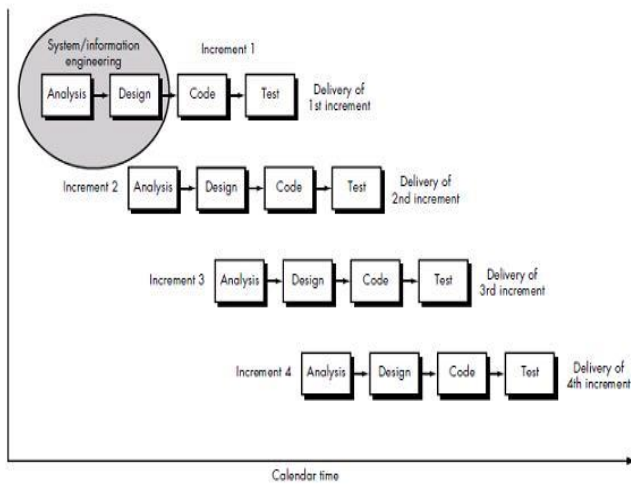 System/information
engineering
Increment 1
Analysis
Design
Code
Test
Delivery of
1st increment
Increment 2
Analysis
Design
Code
Test
Delivery of
2nd increment
Increment 3
Analysis
Design
Code
Test
Delivery of
3rd increment
Increment 4
Analysis
Design
Code
Test
Delivery of
4th increment
Calendar time